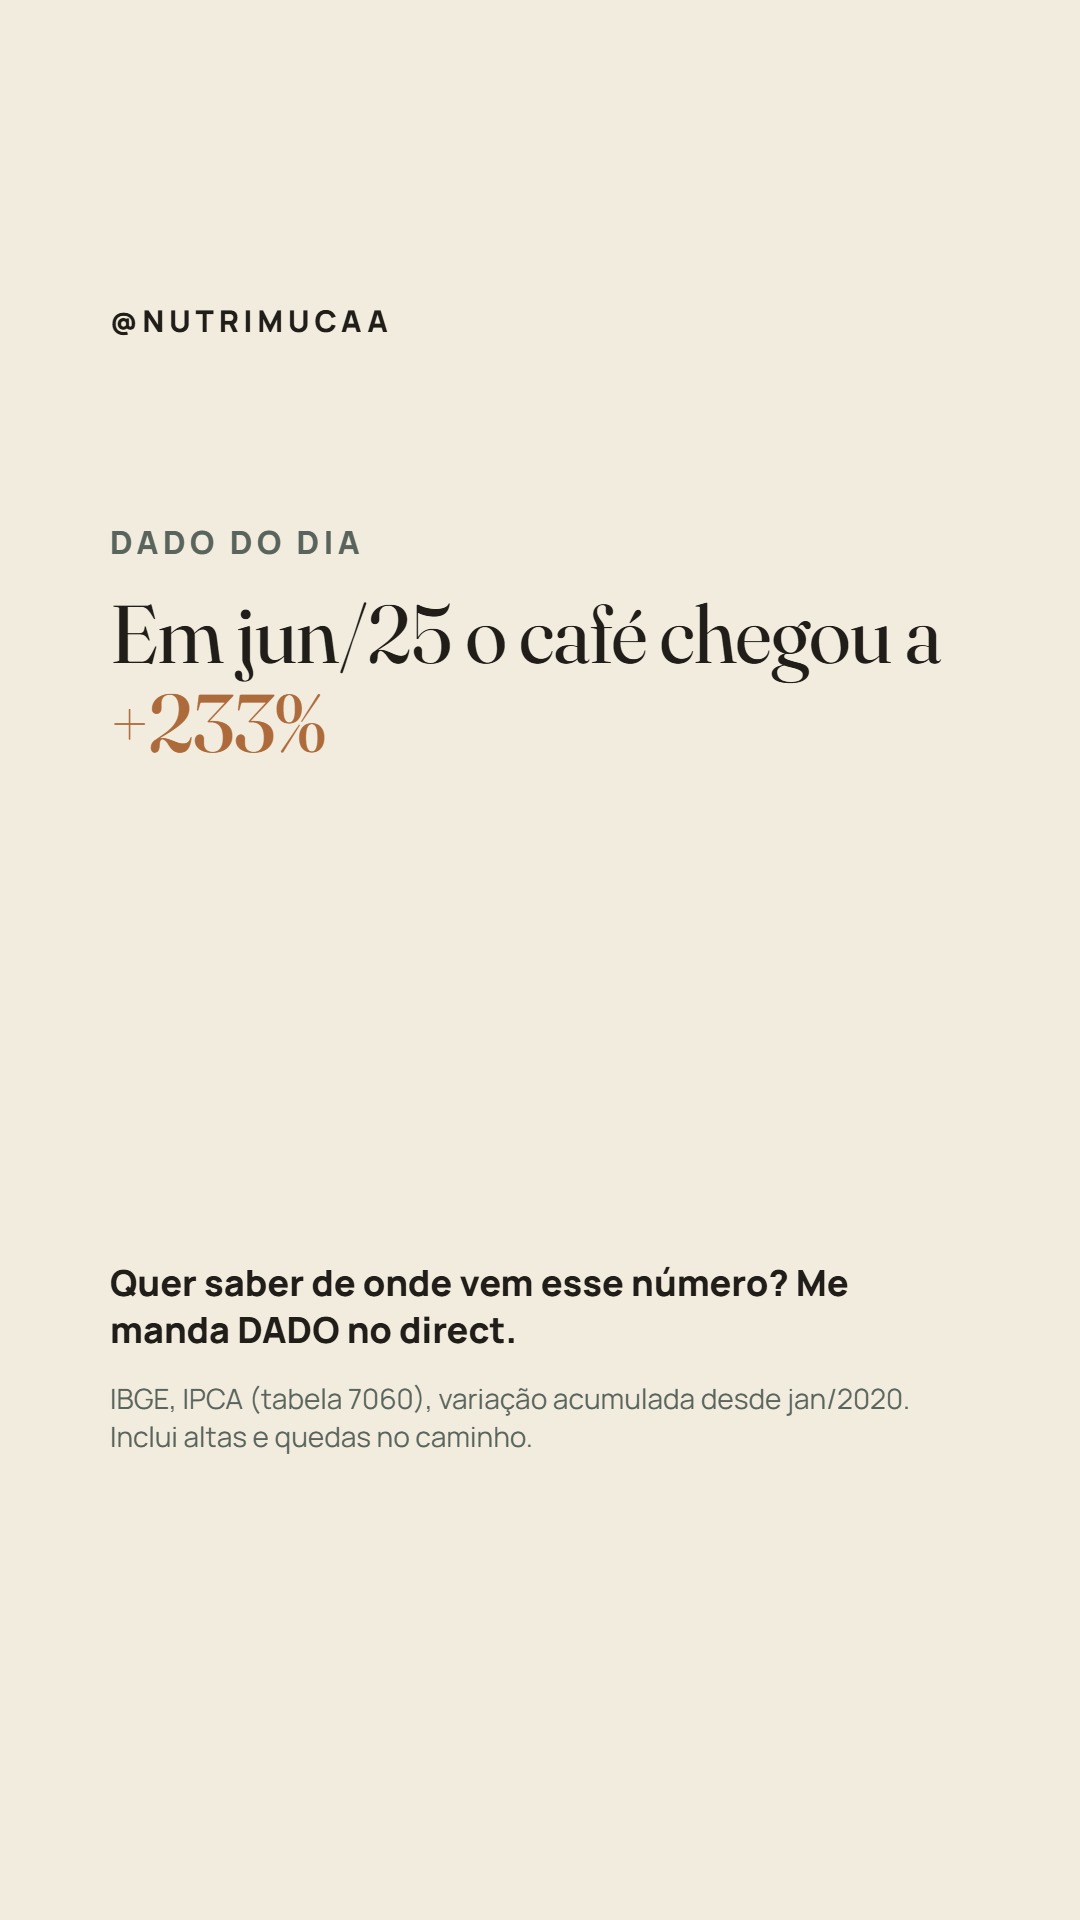 @NUTRIMUCAA
DADO DO DIA
Em jun/25 o café chegou a
+233%
Quer saber de onde vem esse número? Me
manda DADO no direct.
IBGE, IPCA (tabela 7060), variação acumulada desde jan/2020.
Inclui altas e quedas no caminho.